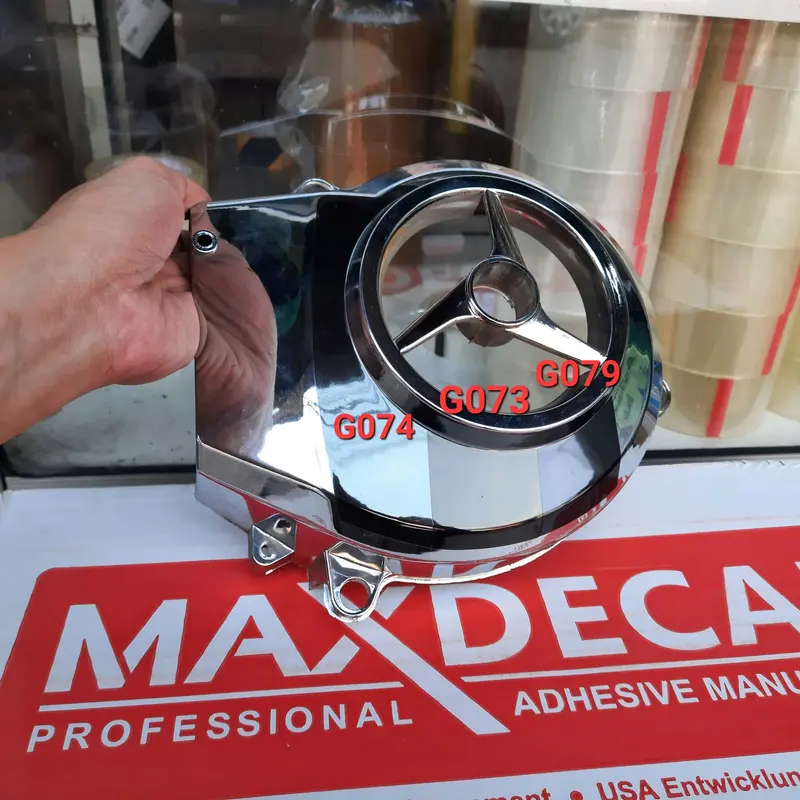 G079
G073
G074
MAXDECA
PROFESSIONAL
ADHESIVE MANU
USA Entwicklun